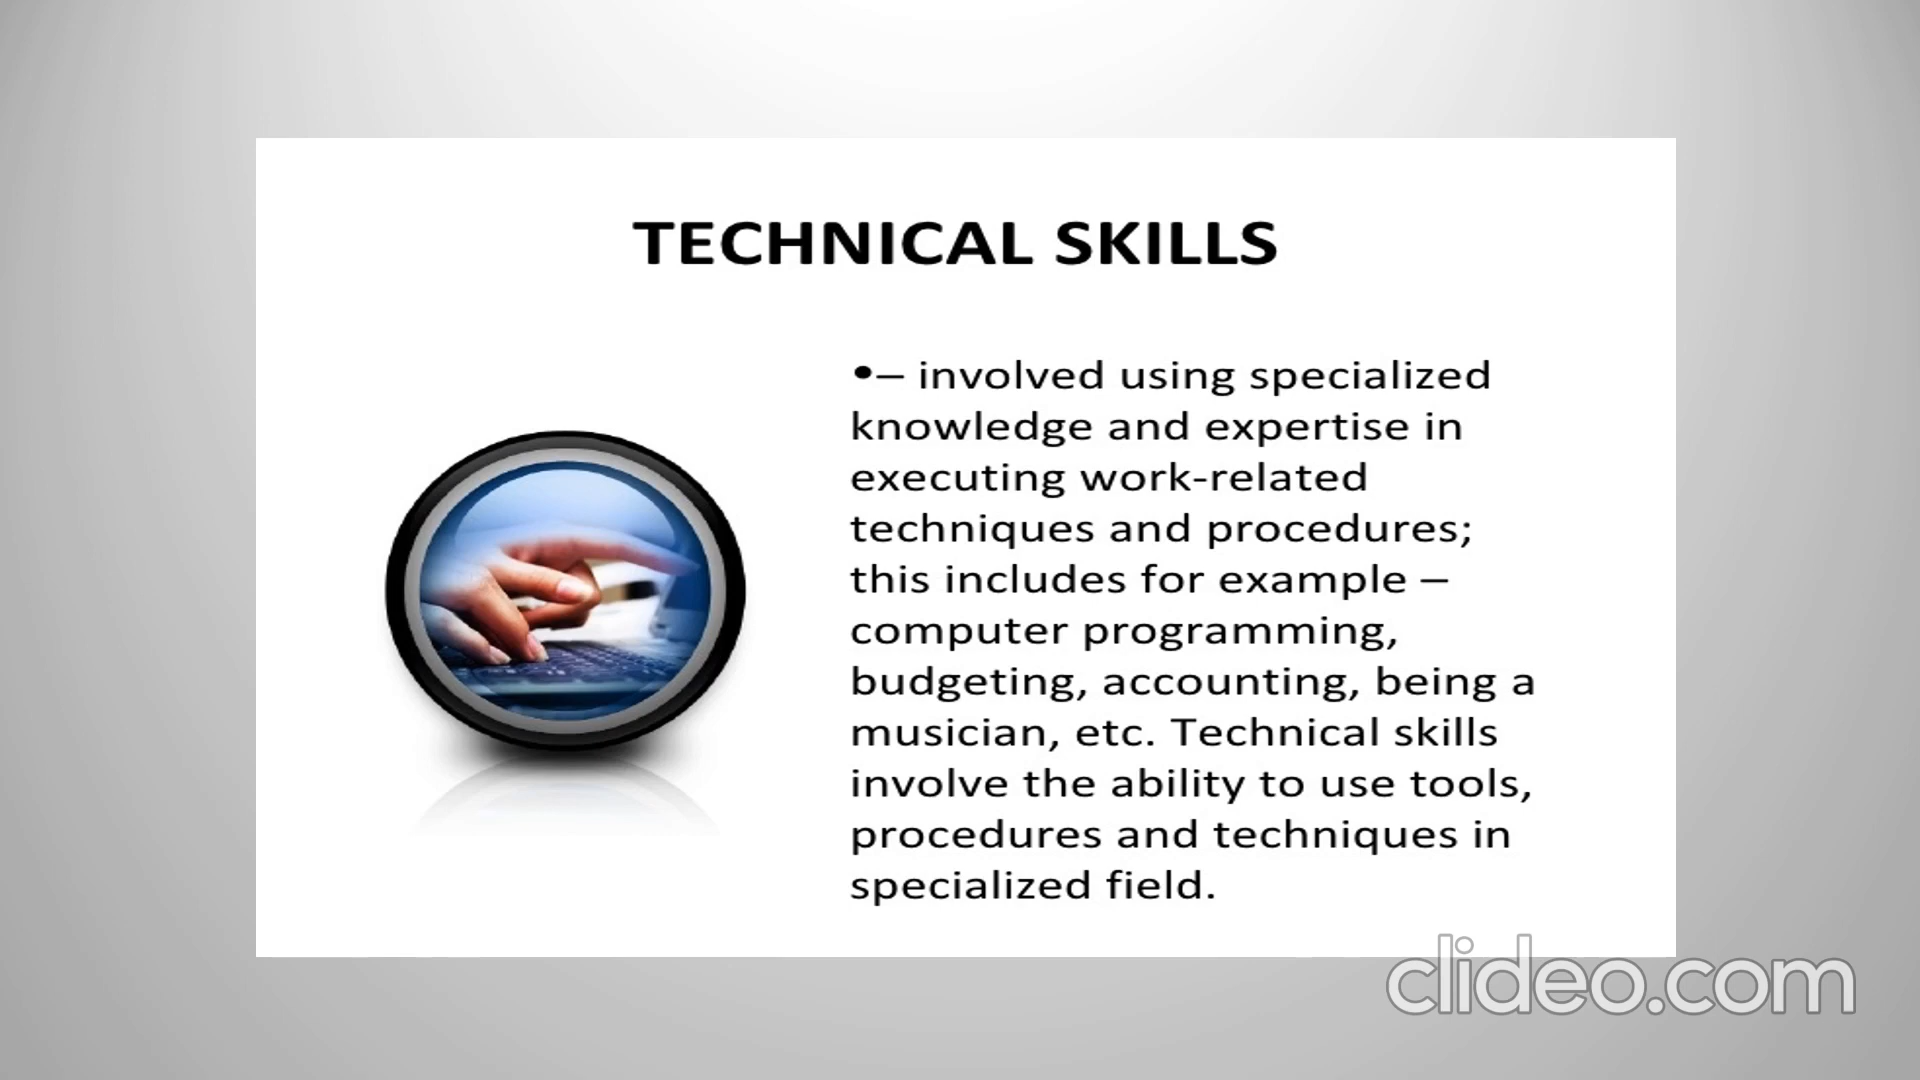 TECHNICAL SKILLS
•– involved using specialized
knowledge and expertise in
executing work-related
techniques and procedures;
this includes for example –
computer programming,
budgeting, accounting, being a
musician, etc. Technical skills
involve the ability to use tools,
procedures and techniques in
specialized field.
clideo.com